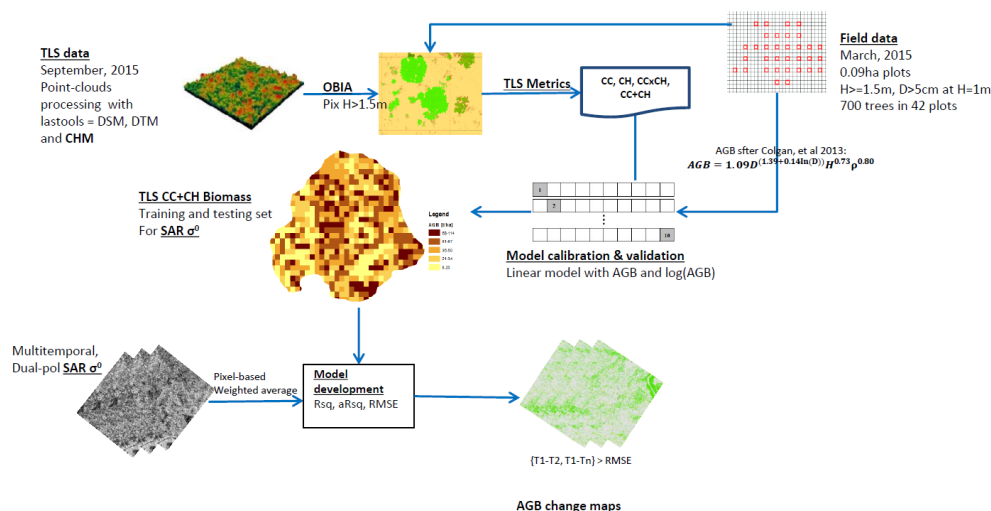 TLS data
September, 2015
Point-clouds
processing with
lastools = DSM, DTM
and CHM
OBIA
Pix H>1.5m
TLS Metrics
CC, CH, CCxCH,
CC+CH
Field data
March, 2015
0.09ha plots
H>=1.5m, D>5cm at H=1m
700 trees in 42 plots
AGB sfter Colgan, et al 2013:
AGB = 1.09D^(1.39+0.14ln(D))H^0.73ρ^0.80
1
2
⋮
10
Model calibration & validation
Linear model with AGB and log(AGB)
TLS CC+CH Biomass
Training and testing set
For SAR σ⁰
Legend
Multitemporal,
Dual-pol SAR σ⁰
Pixel-based
Weighted average
Model
development
Rsq, aRsq, RMSE
{T1-T2, T1-Tn} > RMSE
AGB change maps